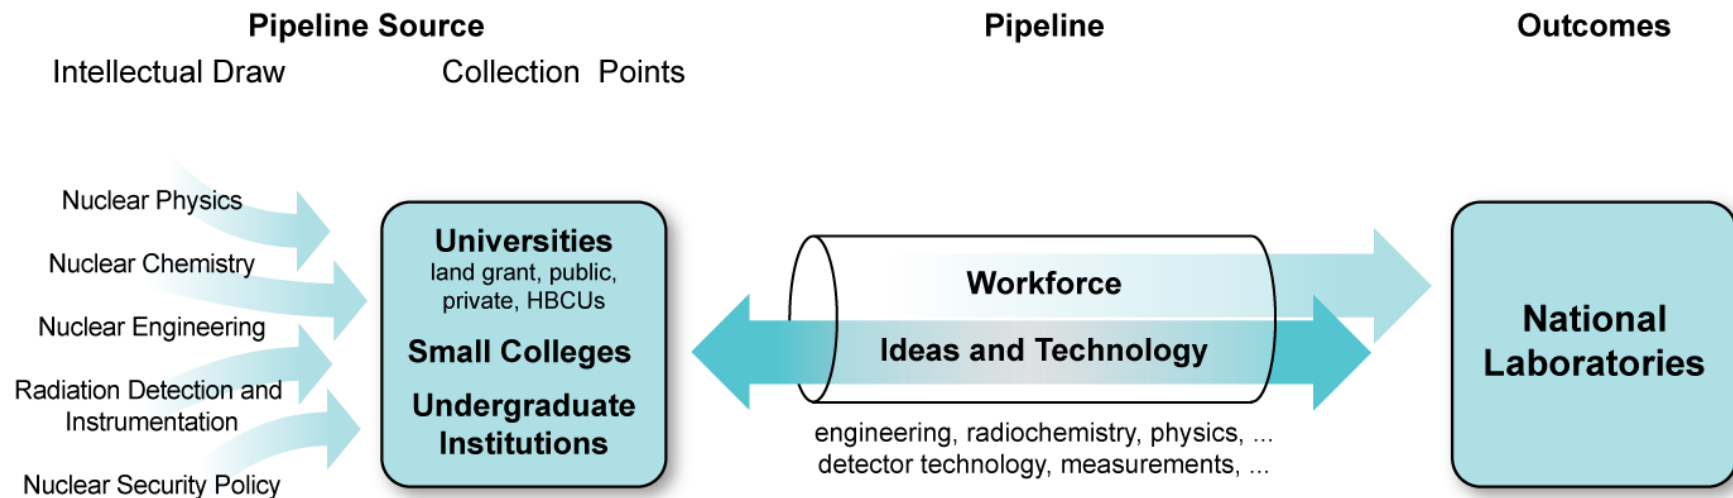 Pipeline Source
Pipeline
Outcomes
Intellectual Draw
Collection Points
Nuclear Physics
Nuclear Chemistry
Nuclear Engineering
Radiation Detection and
Instrumentation
Nuclear Security Policy
Universities
land grant, public,
private, HBCUs
Small Colleges
Undergraduate
Institutions
Workforce
Ideas and Technology
engineering, radiochemistry, physics, ...
detector technology, measurements, ...
National
Laboratories